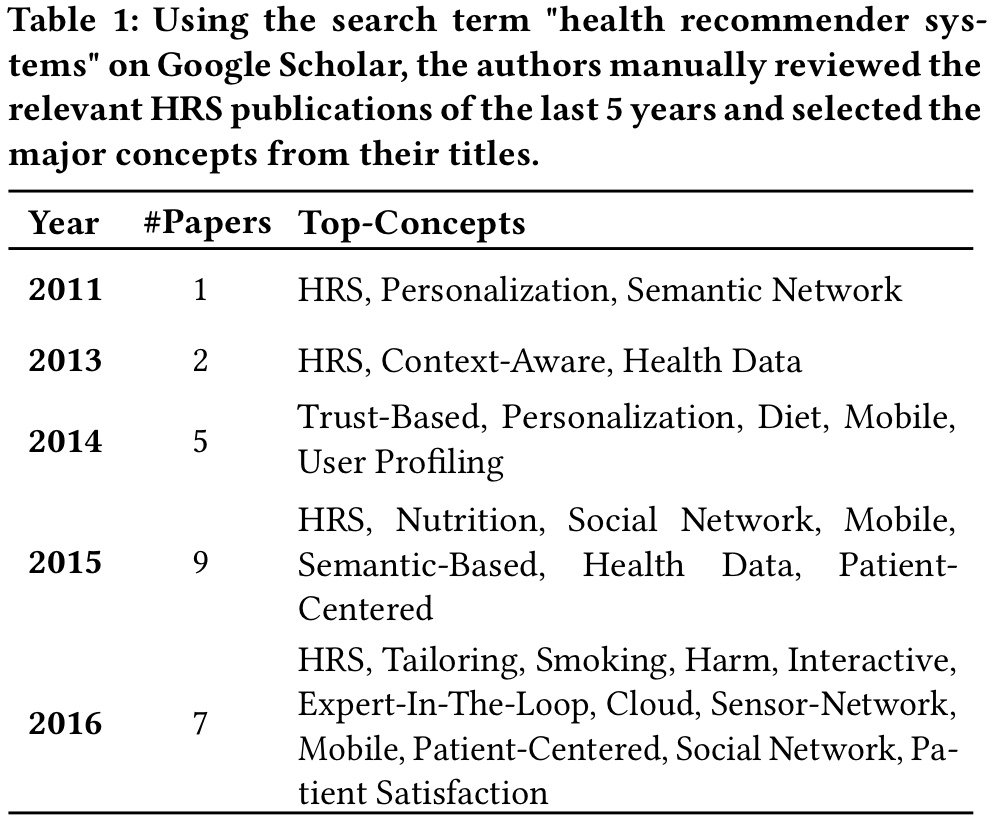 Table 1: Using the search term "health recommender sys-
tems" on Google Scholar, the authors manually reviewed the
relevant HRS publications of the last 5 years and selected the
major concepts from their titles.
Year #Papers Top-Concepts
2011 1 HRS, Personalization, Semantic Network
2013 2 HRS, Context-Aware, Health Data
2014 5 Trust-Based, Personalization, Diet, Mobile,
User Profiling
2015 9 HRS, Nutrition, Social Network, Mobile,
Semantic-Based, Health Data, Patient-
Centered
2016 7 HRS, Tailoring, Smoking, Harm, Interactive,
Expert-In-The-Loop, Cloud, Sensor-Network,
Mobile, Patient-Centered, Social Network, Pa-
tient Satisfaction